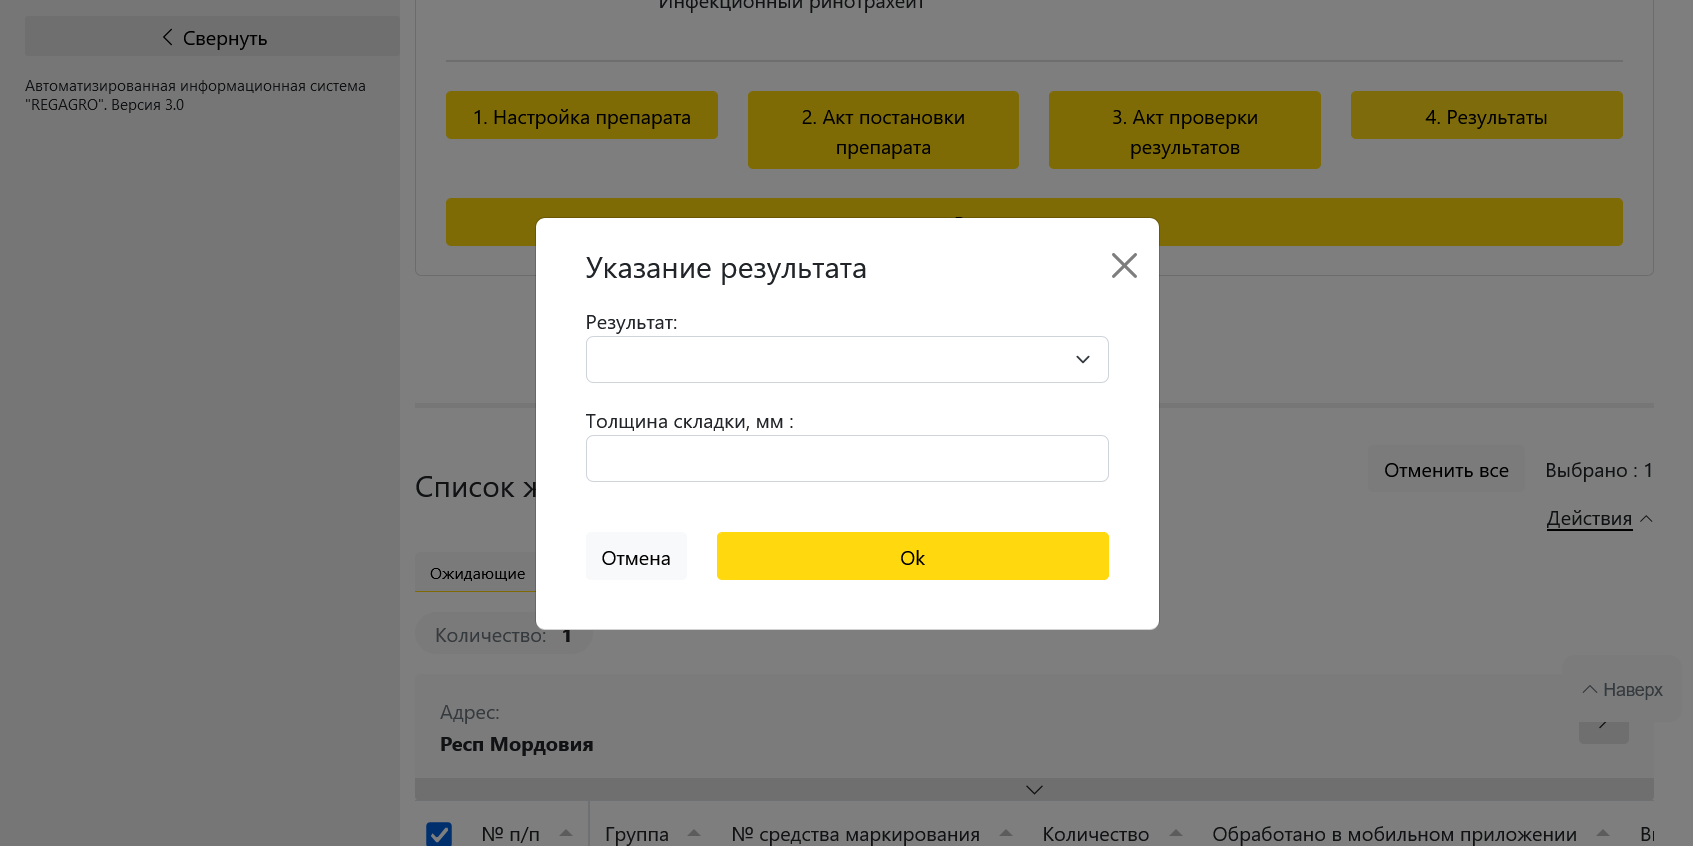 Свернуть
Автоматизированная информационная система
"REGAGRO". Версия 3.0
Инфекционный ринотрахеит
1. Настройка препарата
2. Акт постановки
препарата
3. Акт проверки
результатов
4. Результаты
Указание результата
Результат:
Толщина складки, мм :
Отмена
Ok
Список ж
Отменить все
Выбрано : 1
Действия
Ожидающие
Количество: 1
Адрес:
Респ Мордовия
Наверх
№ п/п
Группа
№ средства маркирования
Количество
Обработано в мобильном приложении